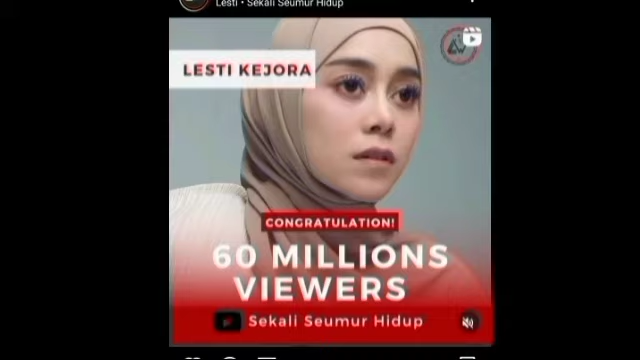 Lesti • Sekali Seumur Hidup
LESTI KEJORA
CONGRATULATION!
60 MILLIONS
VIEWERS
Sekali Seumur Hidup